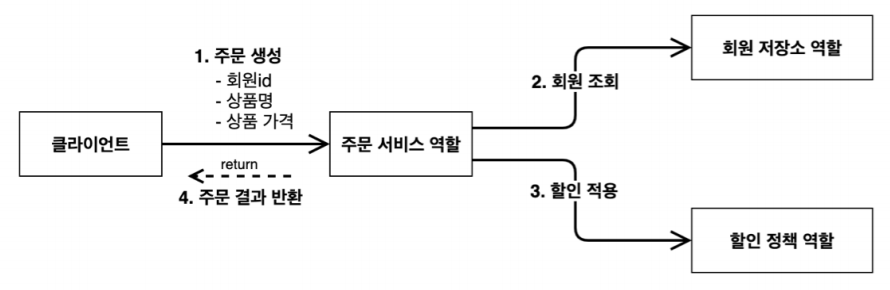 1. 주문 생성
- 회원id
- 상품명
- 상품 가격
클라이언트
주문 서비스 역할
return
4. 주문 결과 반환
2. 회원 조회
회원 저장소 역할
3. 할인 적용
할인 정책 역할